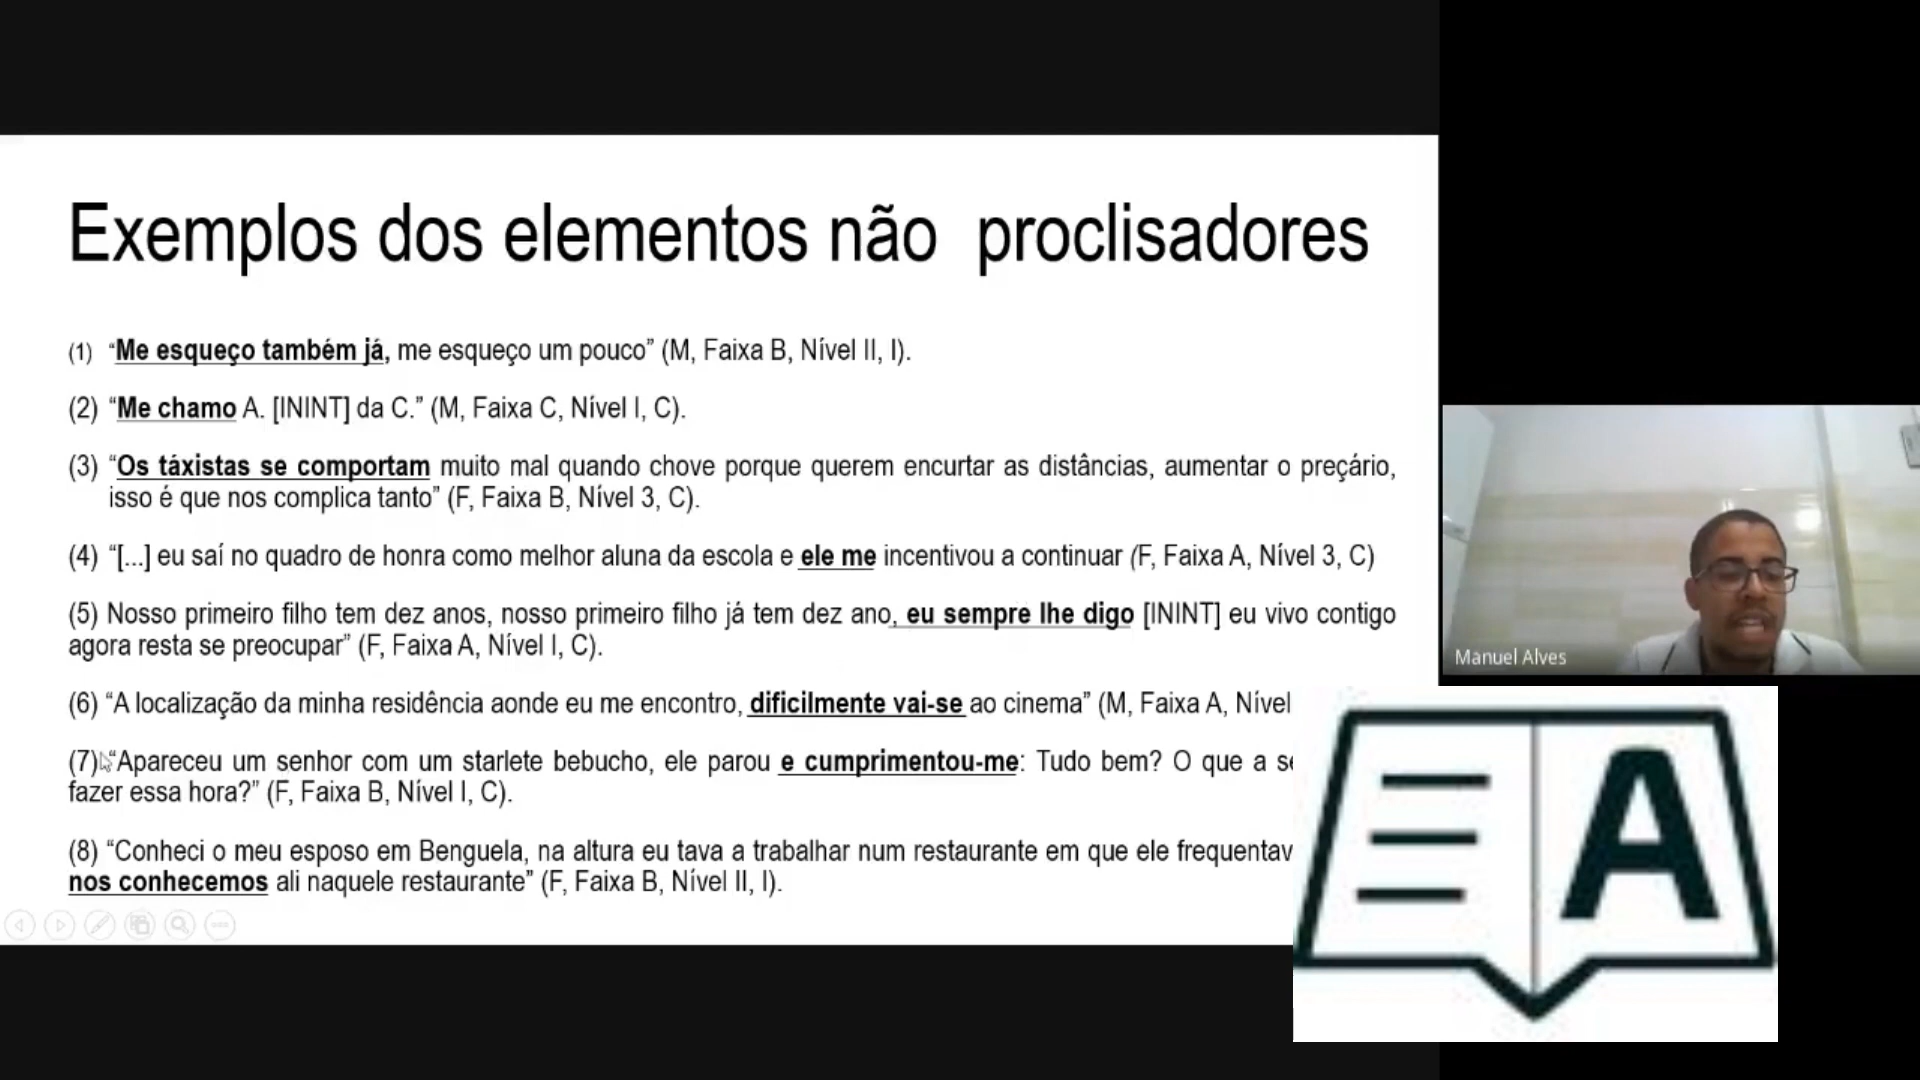 Exemplos dos elementos não proclisadores
(1) “Me esqueço também já, me esqueço um pouco” (M, Faixa B, Nível II, I).
(2) “Me chamo A. [ININT] da C.” (M, Faixa C, Nível I, C).
(3) “Os táxistas se comportam muito mal quando chove porque querem encurtar as distâncias, aumentar o preçário,
isso é que nos complica tanto” (F, Faixa B, Nível 3, C).
(4) “[...] eu saí no quadro de honra como melhor aluna da escola e ele me incentivou a continuar (F, Faixa A, Nível 3, C)
(5) Nosso primeiro filho tem dez anos, nosso primeiro filho já tem dez ano, eu sempre lhe digo [ININT] eu vivo contigo
agora resta se preocupar” (F, Faixa A, Nível I, C).
(6) “A localização da minha residência aonde eu me encontro, dificilmente vai-se ao cinema” (M, Faixa A, Nível
(7) “Apareceu um senhor com um starlete bebucho, ele parou e cumprimentou-me: Tudo bem? O que a
fazer essa hora?” (F, Faixa B, Nível I, C).
(8) “Conheci o meu esposo em Benguela, na altura eu tava a trabalhar num restaurante em que ele
nos conhecemos ali naquele restaurante” (F, Faixa B, Nível II, I).
Manuel Alves
A